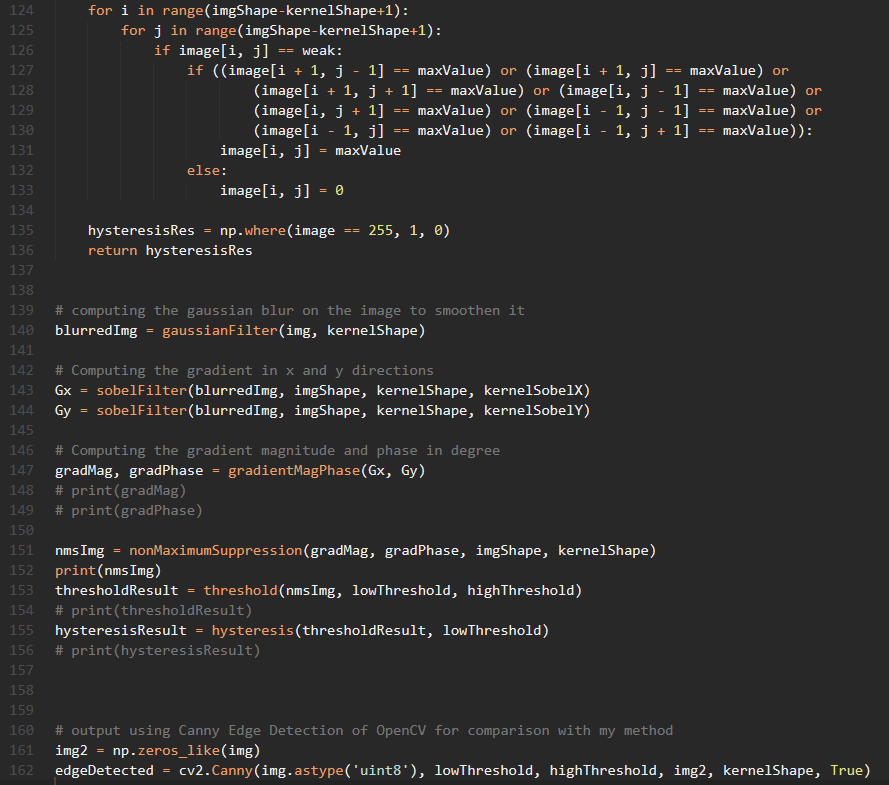 124 for i in range(imgShape-kernelShape+1):
125 for j in range(imgShape-kernelShape+1):
126 if image[i, j] == weak:
127 if ((image[i + 1, j - 1] == maxValue) or (image[i + 1, j] == maxValue) or
128 (image[i + 1, j + 1] == maxValue) or (image[i, j - 1] == maxValue) or
129 (image[i, j + 1] == maxValue) or (image[i - 1, j - 1] == maxValue) or
130 (image[i - 1, j] == maxValue) or (image[i - 1, j + 1] == maxValue)):
131 image[i, j] = maxValue
132 else:
133 image[i, j] = 0
134
135 hysteresisRes = np.where(image == 255, 1, 0)
136 return hysteresisRes
137
138
139 # computing the gaussian blur on the image to smoothen it
140 blurredImg = gaussianFilter(img, kernelShape)
141
142 # Computing the gradient in x and y directions
143 Gx = sobelFilter(blurredImg, imgShape, kernelShape, kernelSobelX)
144 Gy = sobelFilter(blurredImg, imgShape, kernelShape, kernelSobelY)
145
146 # Computing the gradient magnitude and phase in degree
147 gradMag, gradPhase = gradientMagPhase(Gx, Gy)
148 # print(gradMag)
149 # print(gradPhase)
150
151 nmsImg = nonMaximumSuppression(gradMag, gradPhase, imgShape, kernelShape)
152 print(nmsImg)
153 thresholdResult = threshold(nmsImg, lowThreshold, highThreshold)
154 # print(thresholdResult)
155 hysteresisResult = hysteresis(thresholdResult, lowThreshold)
156 # print(hysteresisResult)
157
158
159
160 # output using Canny Edge Detection of OpenCV for comparison with my method
161 img2 = np.zeros_like(img)
162 edgeDetected = cv2.Canny(img.astype('uint8'), lowThreshold, highThreshold, img2, kernelShape, True)